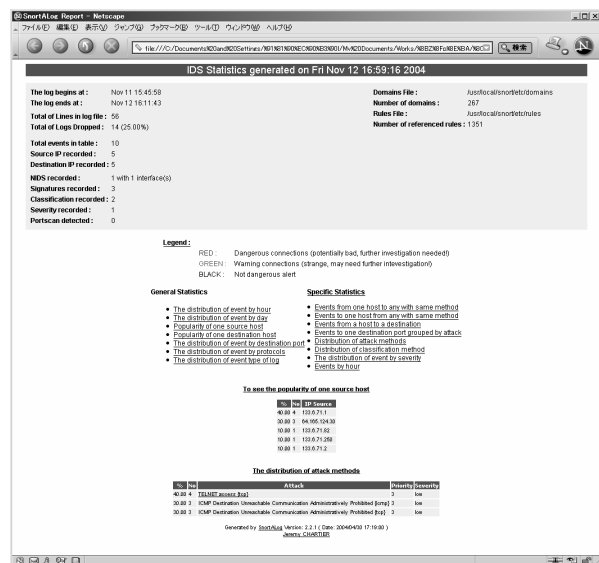 SnortALog Report - Netscape
ファイル(F) 編集(E) 表示(V) ジャンプ(G) ブックマーク(B) ツール(T) ウィンドウ(W) ヘルプ(H)
検索
IDS Statistics generated on Fri Nov 12 16:59:16 2004
The log begins at : Nov 11 15:45:58
The log ends at : Nov 12 16:11:43
Total of Lines in log file : 56
Total of Logs Dropped : 14 (25.00%)
Total events in table : 10
Source IP recorded : 5
Destination IP recorded : 5
NIDS recorded : 1 with 1 interface(s)
Signatures recorded : 3
Classification recorded : 2
Severity recorded : 1
Portscan detected : 0
Domains File : /usr/local/snort/etc/domains
Number of domains : 267
Rules File : /usr/local/snort/etc/rules
Number of referenced rules : 1351
Legend :
RED : Dangerous connections (potentially bad, further investigation needed!)
GREEN : Warning connections (strange, may need further intevestigation!)
BLACK : Not dangerous alert
General Statistics
The distribution of event by hour
The distribution of event by day
Popularity of one source host
Popularity of one destination host
The distribution of event by destination port
The distribution of event by protocols
The distribution of event type of log
Specific Statistics
Events from one host to any with same method
Events to one host from any with same method
Events from a host to a destination
Events to one destination port grouped by attack
Distribution of attack methods
Distribution of classification method
The distribution of event by severity
Events by hour
To see the popularity of one source host
% No IP Source
40.00 4 133.6.71.1
30.00 3 64.165.124.30
10.00 1 133.6.71.92
10.00 1 133.6.71.250
10.00 1 133.6.71.2
The distribution of attack methods
% No Attack Priority Severity
40.00 4 TELNET access {tcp} 3 low
30.00 3 ICMP Destination Unreachable Communication Administratively Prohibited {icmp} 3 low
30.00 3 ICMP Destination Unreachable Communication Administratively Prohibited {tcp} 3 low
Generated by SnortALog Version: 2.2.1 ( Date: 2004/04/30 17:19:00 )
Jeremy CHARTIER